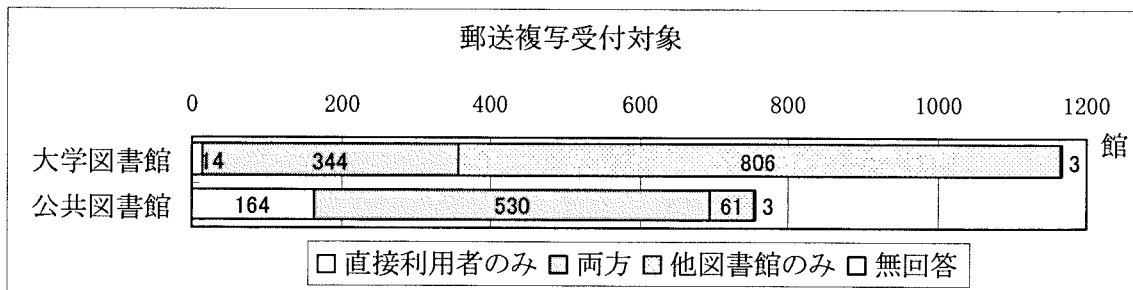 郵送複写受付対象
0 200 400 600 800 1000 1200
館
大学図書館 14 344 806 3
公共図書館 164 530 61 3
□直接利用者のみ □両方 □他図書館のみ □無回答